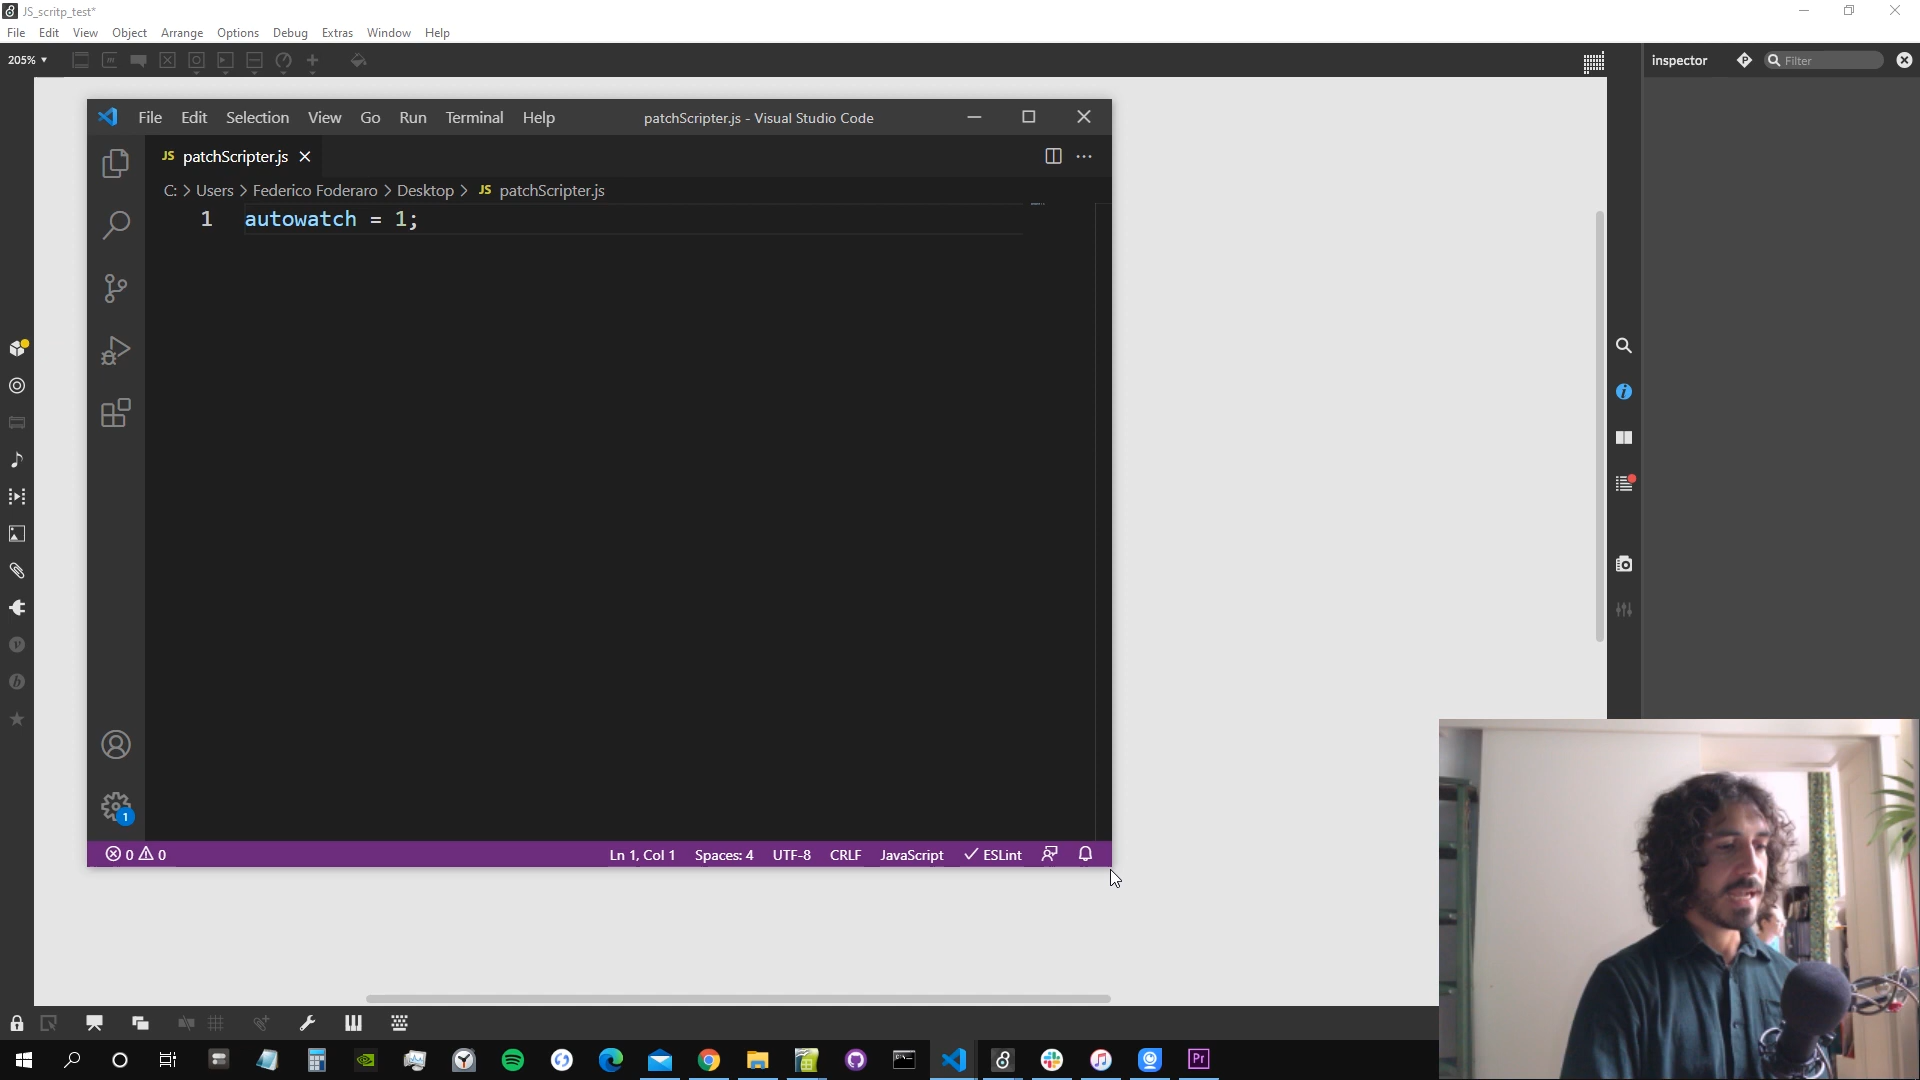 JS_scritp_test*
File Edit View Object Arrange Options Debug Extras Window Help
205%
inspector
Filter
File Edit Selection View Go Run Terminal Help
patchScripter.js - Visual Studio Code
JS patchScripter.js
C: > Users > Federico Foderaro > Desktop > JS patchScripter.js
1 autowatch = 1;
1
0 0
Ln 1, Col 1 Spaces: 4 UTF-8 CRLF JavaScript ESLint
Pr